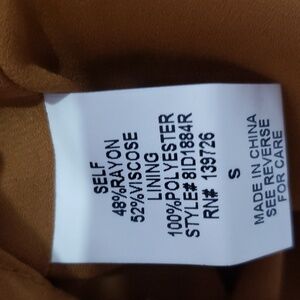 SELF
48%RAYON
52%VISCOSE
LINING
100%POLYESTER
STYLE# 8ID1884R
RN# 139726
S
MADE IN CHINA
SEE REVERSE
FOR CARE